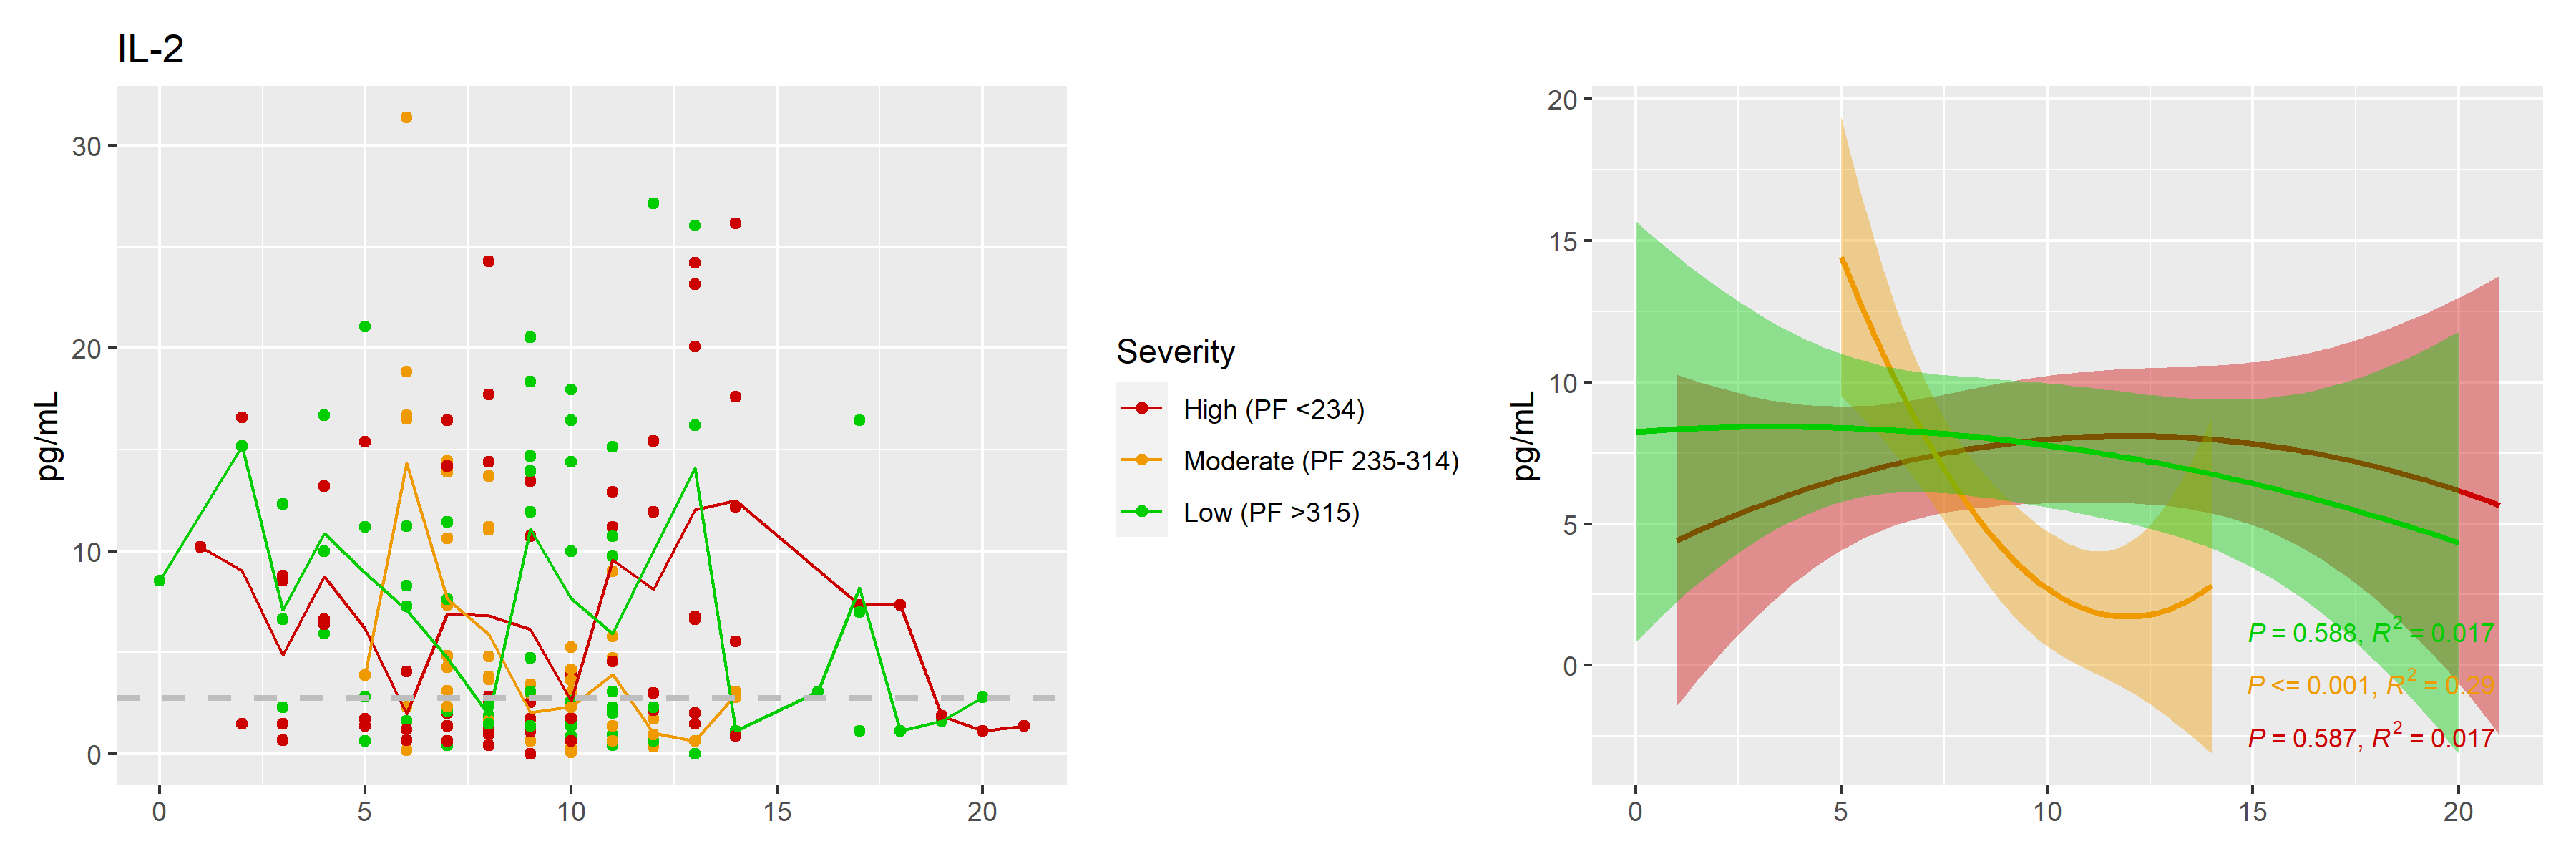 IL-2
pg/mL
30
20
10
0
0 5 10 15 20
Severity
High (PF <234)
Moderate (PF 235-314)
Low (PF >315)
pg/mL
20
15
10
5
0
0 5 10 15 20
P = 0.588, R² = 0.017
P <= 0.001, R² = 0.29
P = 0.587, R² = 0.017